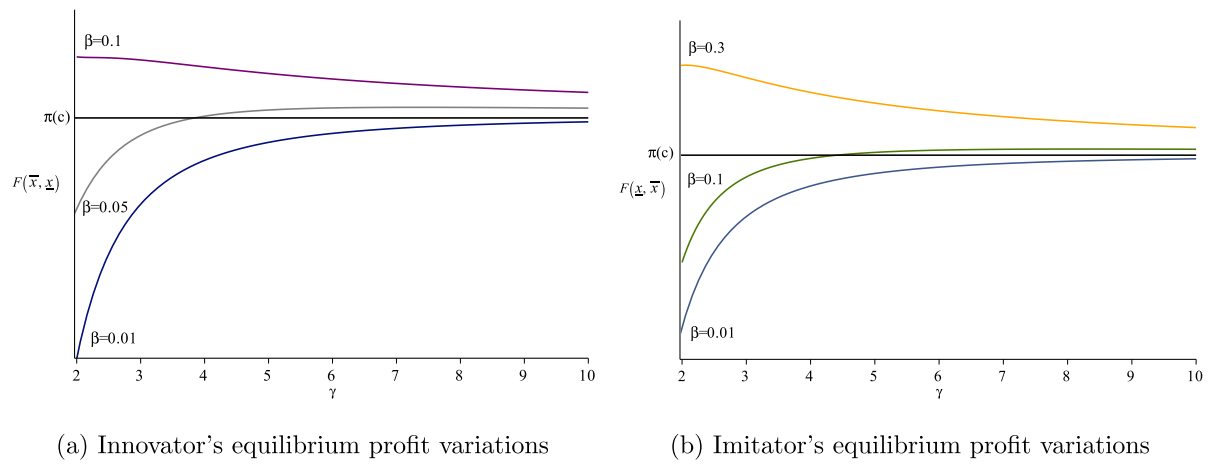 β=0.1
π(c)
F(x̅, x̲)
β=0.05
β=0.01
2 3 4 5 6 7 8 9 10
γ
(a) Innovator's equilibrium profit variations
β=0.3
π(c)
β=0.1
F(x̲, x̅)
β=0.01
2 3 4 5 6 7 8 9 10
γ
(b) Imitator's equilibrium profit variations